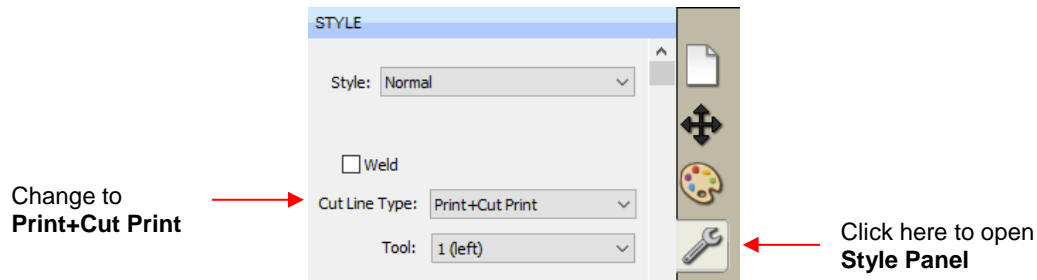 STYLE
Style: Normal
Weld
Change to
Print+Cut Print
Cut Line Type: Print+Cut Print
Tool: 1 (left)
Click here to open
Style Panel